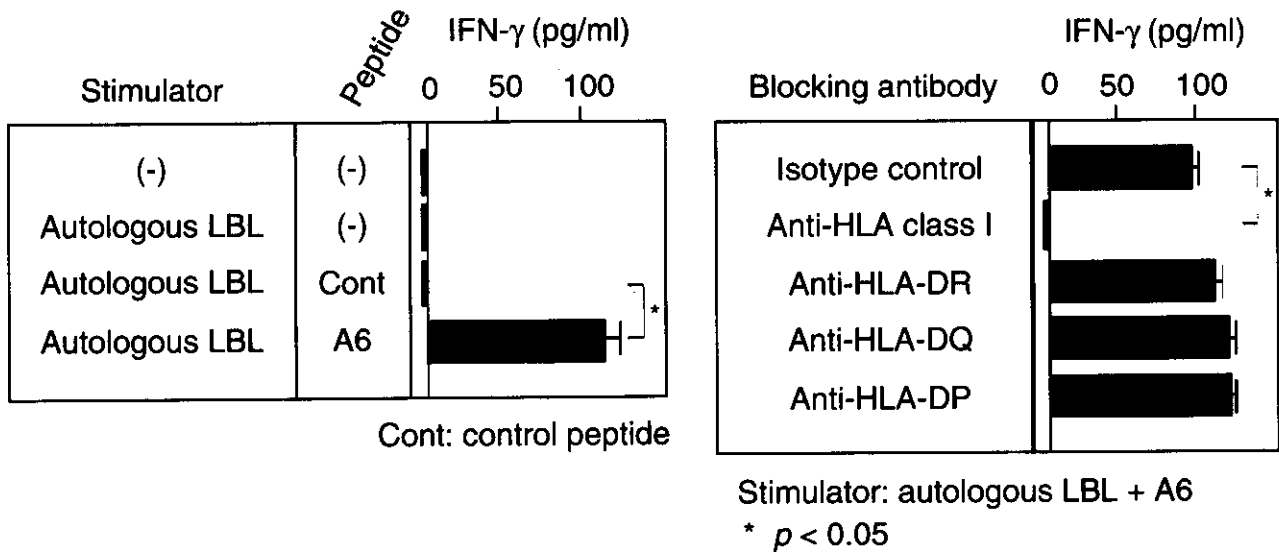 Stimulator Peptide IFN-γ (pg/ml)
0 50 100
(-) (-)
Autologous LBL (-)
Autologous LBL Cont
Autologous LBL A6
*
Cont: control peptide
IFN-γ (pg/ml)
Blocking antibody 0 50 100
Isotype control
*
Anti-HLA class I
Anti-HLA-DR
Anti-HLA-DQ
Anti-HLA-DP
Stimulator: autologous LBL + A6
* p < 0.05